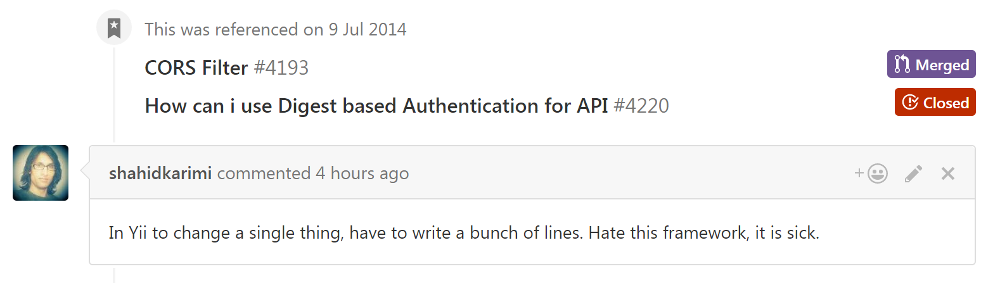 This was referenced on 9 Jul 2014
CORS Filter #4193 Merged
How can i use Digest based Authentication for API #4220 Closed
shahidkarimi commented 4 hours ago
In Yii to change a single thing, have to write a bunch of lines. Hate this framework, it is sick.